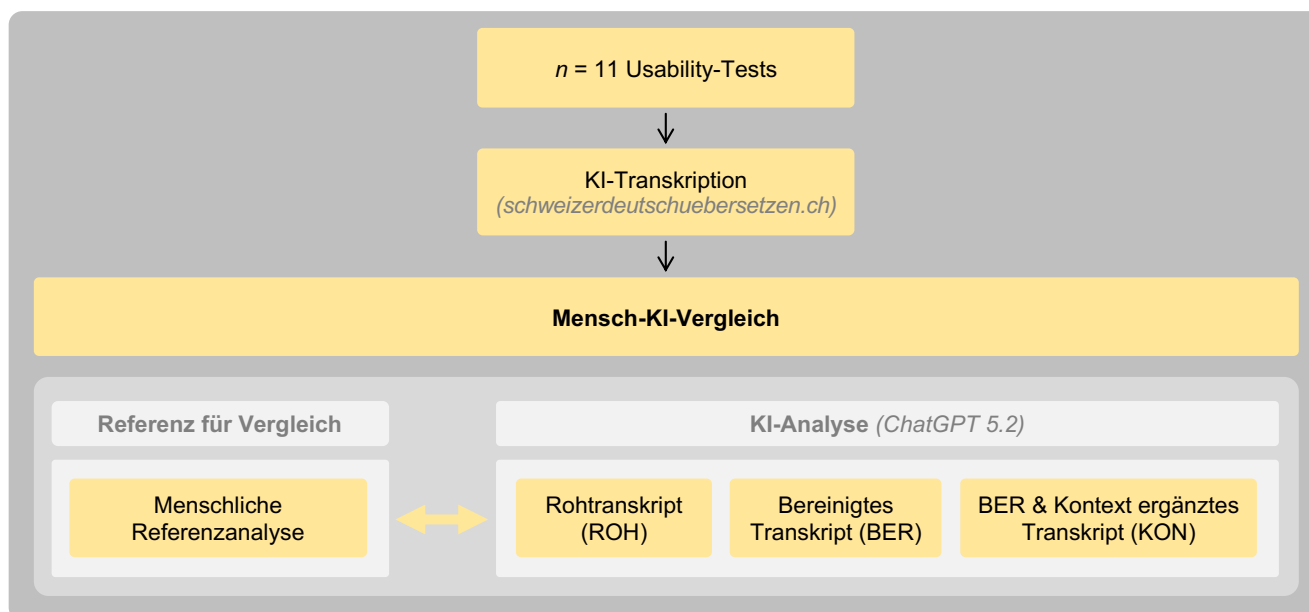 n = 11 Usability-Tests
KI-Transkription
(schweizerdeutschuebersetzen.ch)
Mensch-KI-Vergleich
Referenz für Vergleich
KI-Analyse (ChatGPT 5.2)
Menschliche
Referenzanalyse
Rohtranskript
(ROH)
Bereinigtes
Transkript (BER)
BER & Kontext ergänztes
Transkript (KON)